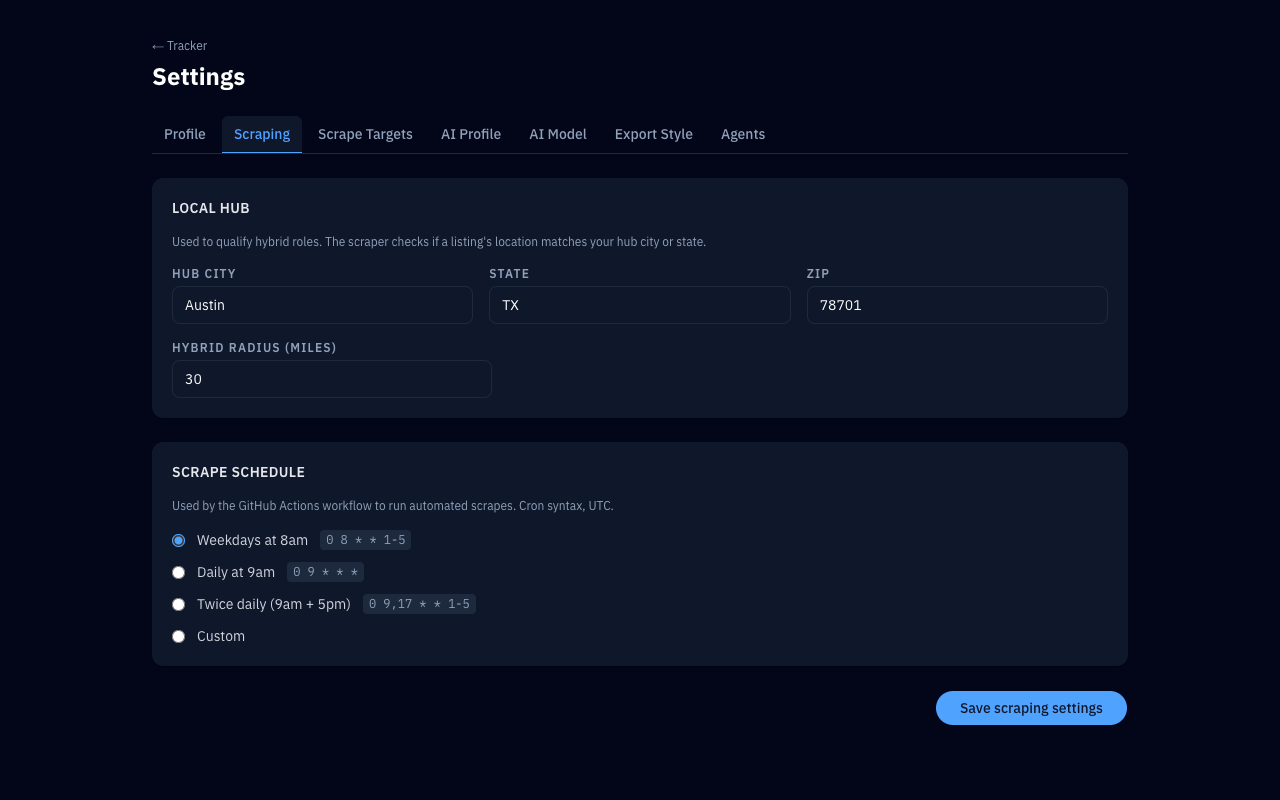 ← Tracker
Settings
Profile Scraping Scrape Targets AI Profile AI Model Export Style Agents
LOCAL HUB
Used to qualify hybrid roles. The scraper checks if a listing's location matches your hub city or state.
HUB CITY STATE ZIP
Austin TX 78701
HYBRID RADIUS (MILES)
30
SCRAPE SCHEDULE
Used by the GitHub Actions workflow to run automated scrapes. Cron syntax, UTC.
Weekdays at 8am 0 8 * * 1-5
Daily at 9am 0 9 * * *
Twice daily (9am + 5pm) 0 9,17 * * 1-5
Custom
Save scraping settings